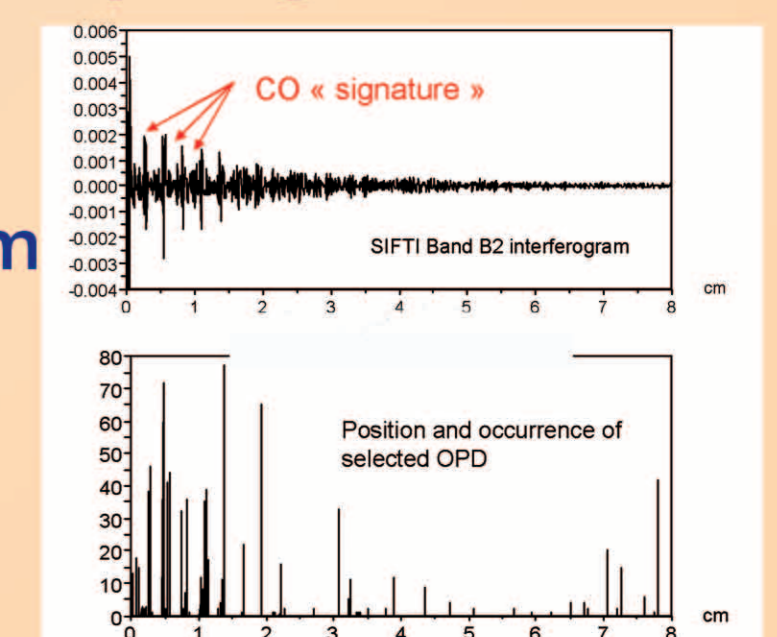 0.006
0.005
0.004
0.003
0.002
0.001
0.000
-0.001
-0.002
-0.003
-0.004
CO « signature »
SIFTI Band B2 interferogram
0 1 2 3 4 5 6 7 8 cm
m
80
70
60
50
40
30
20
10
0
Position and occurrence of
selected OPD
0 1 2 3 4 5 6 7 8 cm